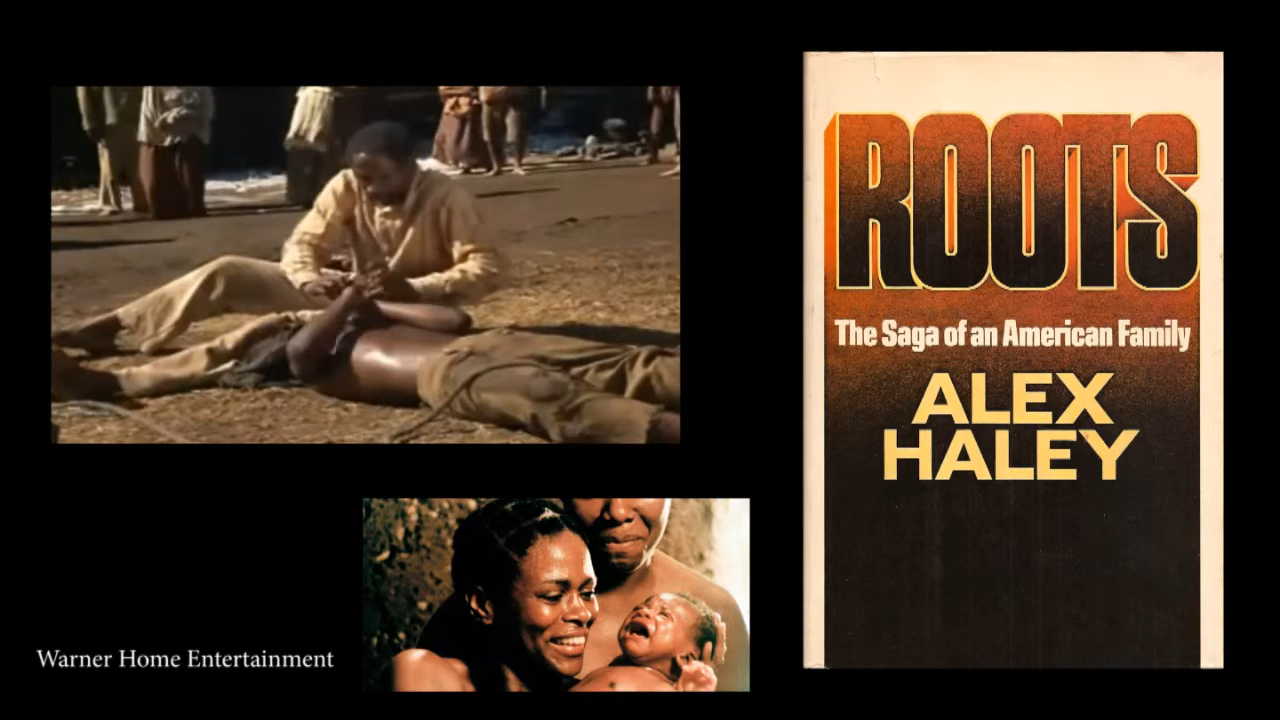 ROOTS
The Saga of an American Family
ALEX
HALEY
Warner Home Entertainment